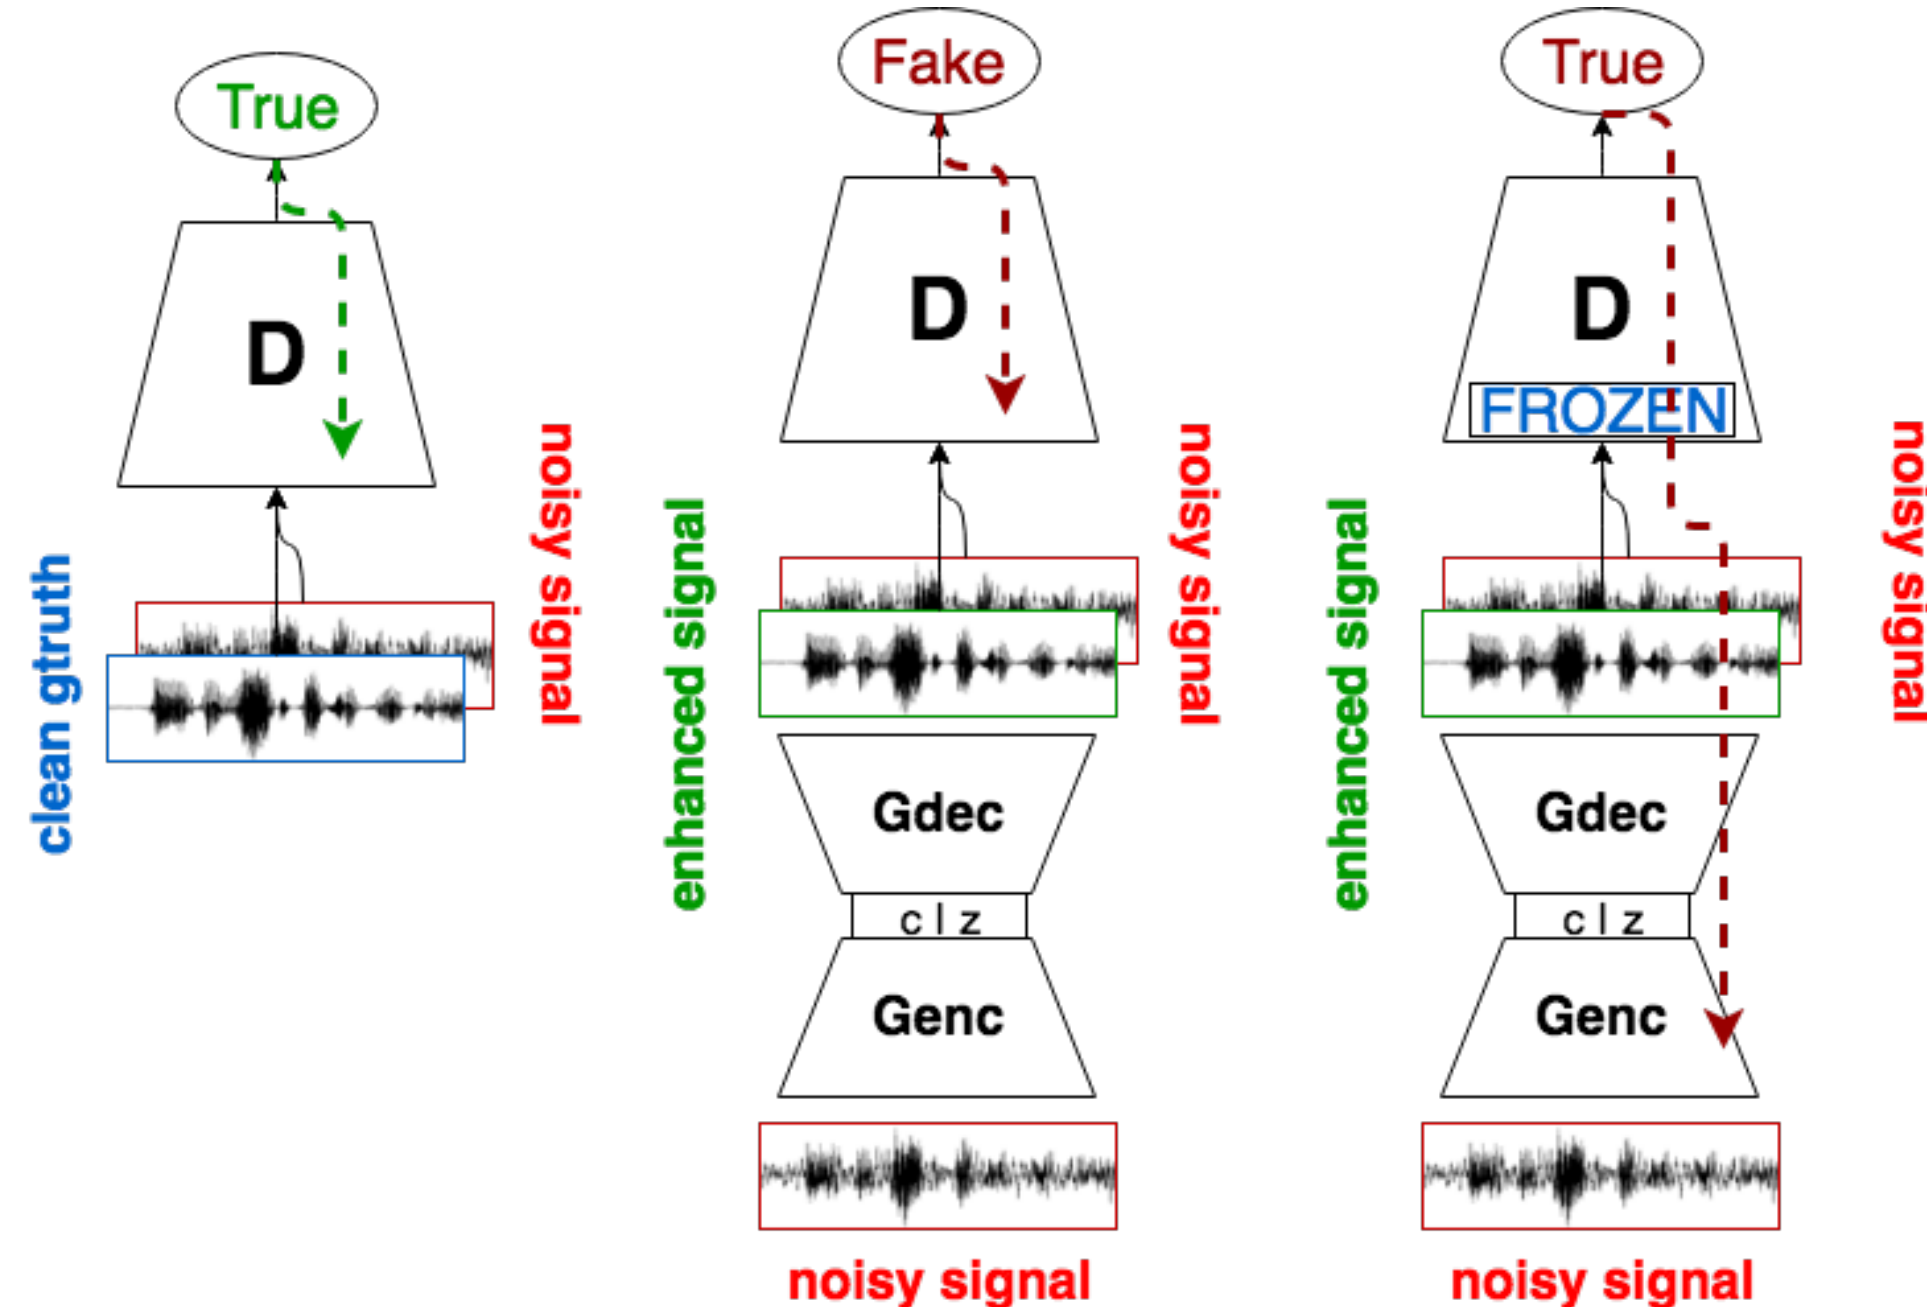 True
D
noisy signal
clean gtruth
Fake
D
noisy signal
enhanced signal
Gdec
c l z
Genc
noisy signal
True
D
FROZEN
noisy signal
enhanced signal
Gdec
c l z
Genc
noisy signal